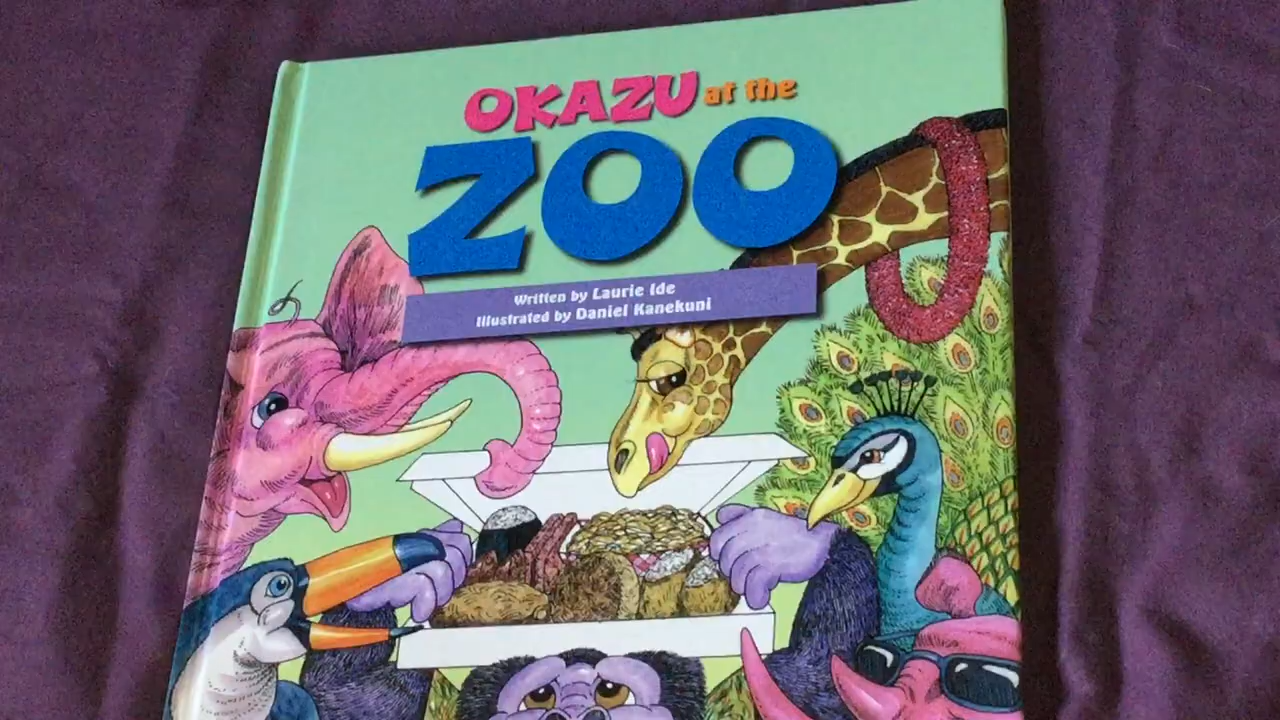 OKAZU at the
ZOO
Written by Laurie Ide
Illustrated by Daniel Kanekuni